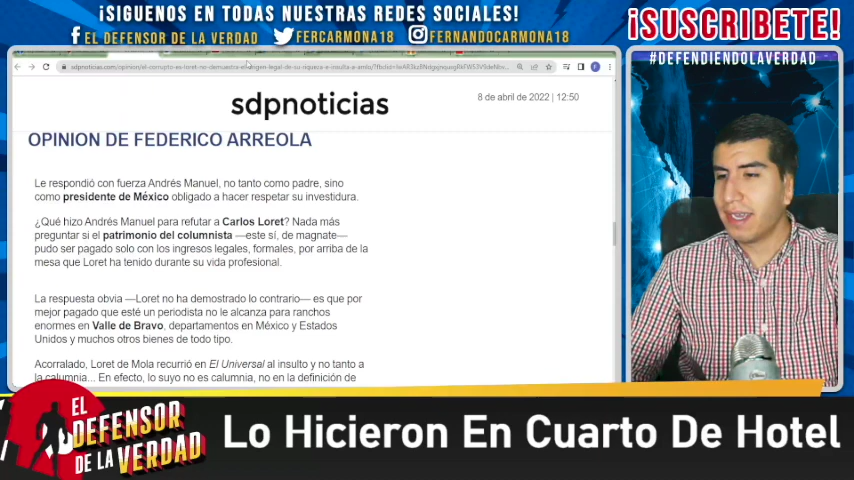 ¡SIGUENOS EN TODAS NUESTRAS REDES SOCIALES!
EL DEFENSOR DE LA VERDAD
FERCARMONA18
FERNANDOCARMONA18
¡SUSCRIBETE!
#DEFENDIENDOLAVERDAD
sdpnoticias
8 de abril de 2022 | 12:50
OPINION DE FEDERICO ARREOLA
Le respondió con fuerza Andrés Manuel, no tanto como padre, sino
como presidente de México obligado a hacer respetar su investidura.
¿Qué hizo Andrés Manuel para refutar a Carlos Loret? Nada más
preguntar si el patrimonio del columnista —este sí, de magnate—
pudo ser pagado solo con los ingresos legales, formales, por arriba de la
mesa que Loret ha tenido durante su vida profesional.
La respuesta obvia —Loret no ha demostrado lo contrario— es que por
mejor pagado que esté un periodista no le alcanza para ranchos
enormes en Valle de Bravo, departamentos en México y Estados
Unidos y muchos otros bienes de todo tipo.
Acorralado, Loret de Mola recurrió en El Universal al insulto y no tanto a
la calumnia... En efecto, lo suyo no es calumnia, no en la definición de
EL
DEFENSOR
DE LA VERDAD
Lo Hicieron En Cuarto De Hotel